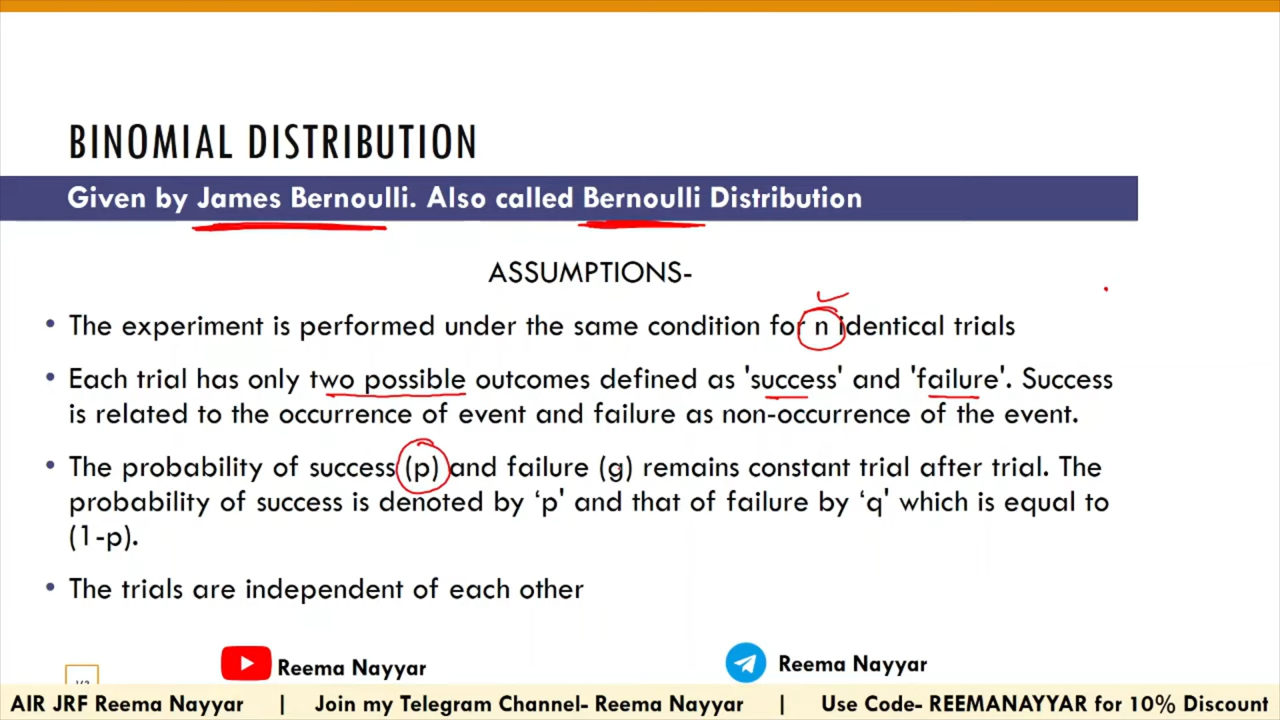 BINOMIAL DISTRIBUTION
Given by James Bernoulli. Also called Bernoulli Distribution
ASSUMPTIONS-
• The experiment is performed under the same condition for n identical trials
• Each trial has only two possible outcomes defined as 'success' and 'failure'. Success
is related to the occurrence of event and failure as non-occurrence of the event.
• The probability of success (p) and failure (g) remains constant trial after trial. The
probability of success is denoted by ‘p' and that of failure by ‘q' which is equal to
(1-p).
• The trials are independent of each other
Reema Nayyar
Reema Nayyar
AIR JRF Reema Nayyar | Join my Telegram Channel- Reema Nayyar | Use Code- REEMANAYYAR for 10% Discount